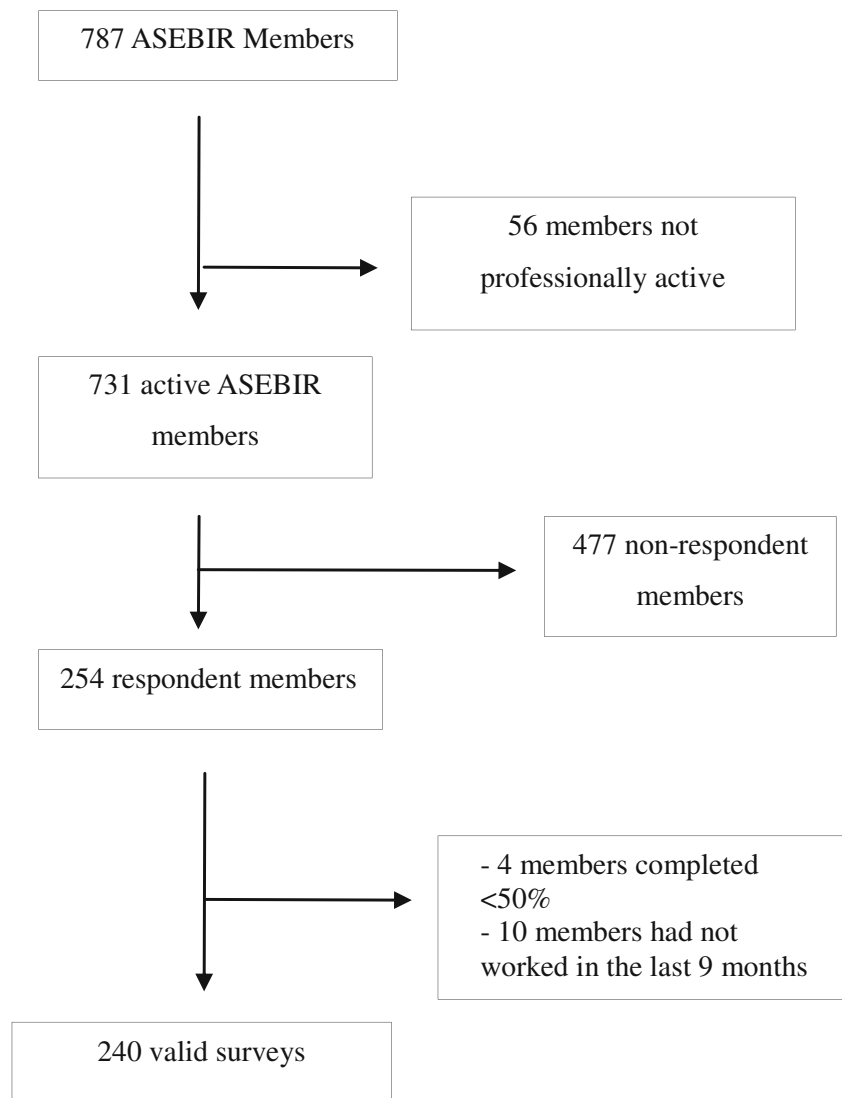 787 ASEBIR Members
56 members not
professionally active
731 active ASEBIR
members
477 non-respondent
members
254 respondent members
- 4 members completed
<50%
- 10 members had not
worked in the last 9 months
240 valid surveys